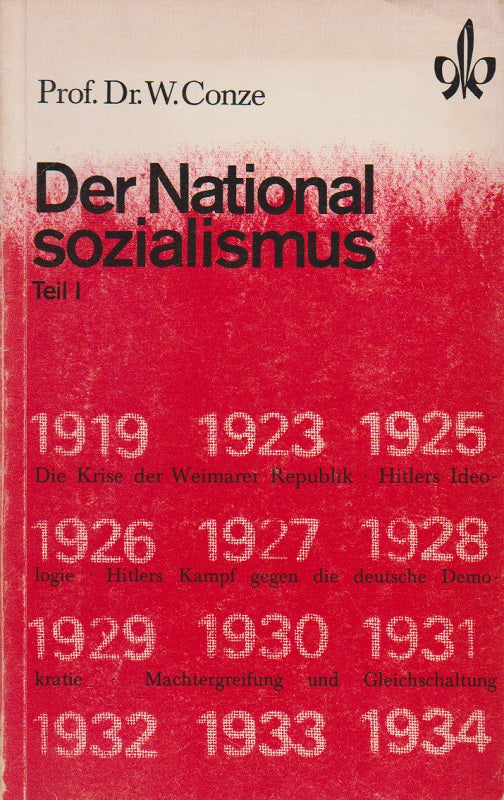 Prof. Dr. W. Conze
Der National
sozialismus
Teil I
1919 1923 1925
Die Krise der Weimarer Republik · Hitlers Ideo-
1926 1927 1928
logie · Hitlers Kampf gegen die deutsche Demo-
1929 1930 1931
kratie · Machtergreifung und Gleichschaltung
1932 1933 1934